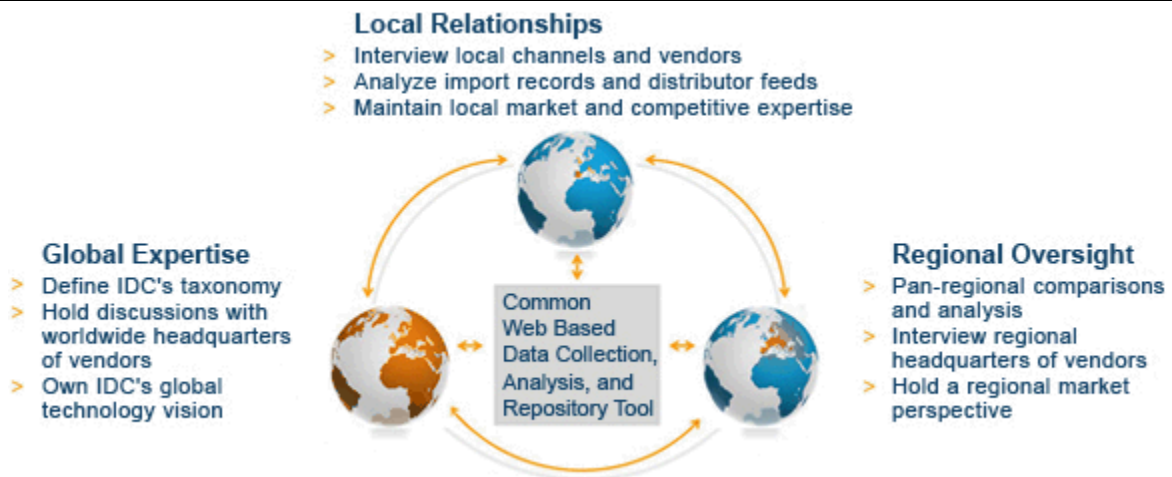 Local Relationships
> Interview local channels and vendors
> Analyze import records and distributor feeds
> Maintain local market and competitive expertise
Global Expertise
> Define IDC's taxonomy
> Hold discussions with
worldwide headquarters
of vendors
> Own IDC's global
technology vision
Common
Web Based
Data Collection,
Analysis, and
Repository Tool
Regional Oversight
> Pan-regional comparisons
and analysis
> Interview regional
headquarters of vendors
> Hold a regional market
perspective